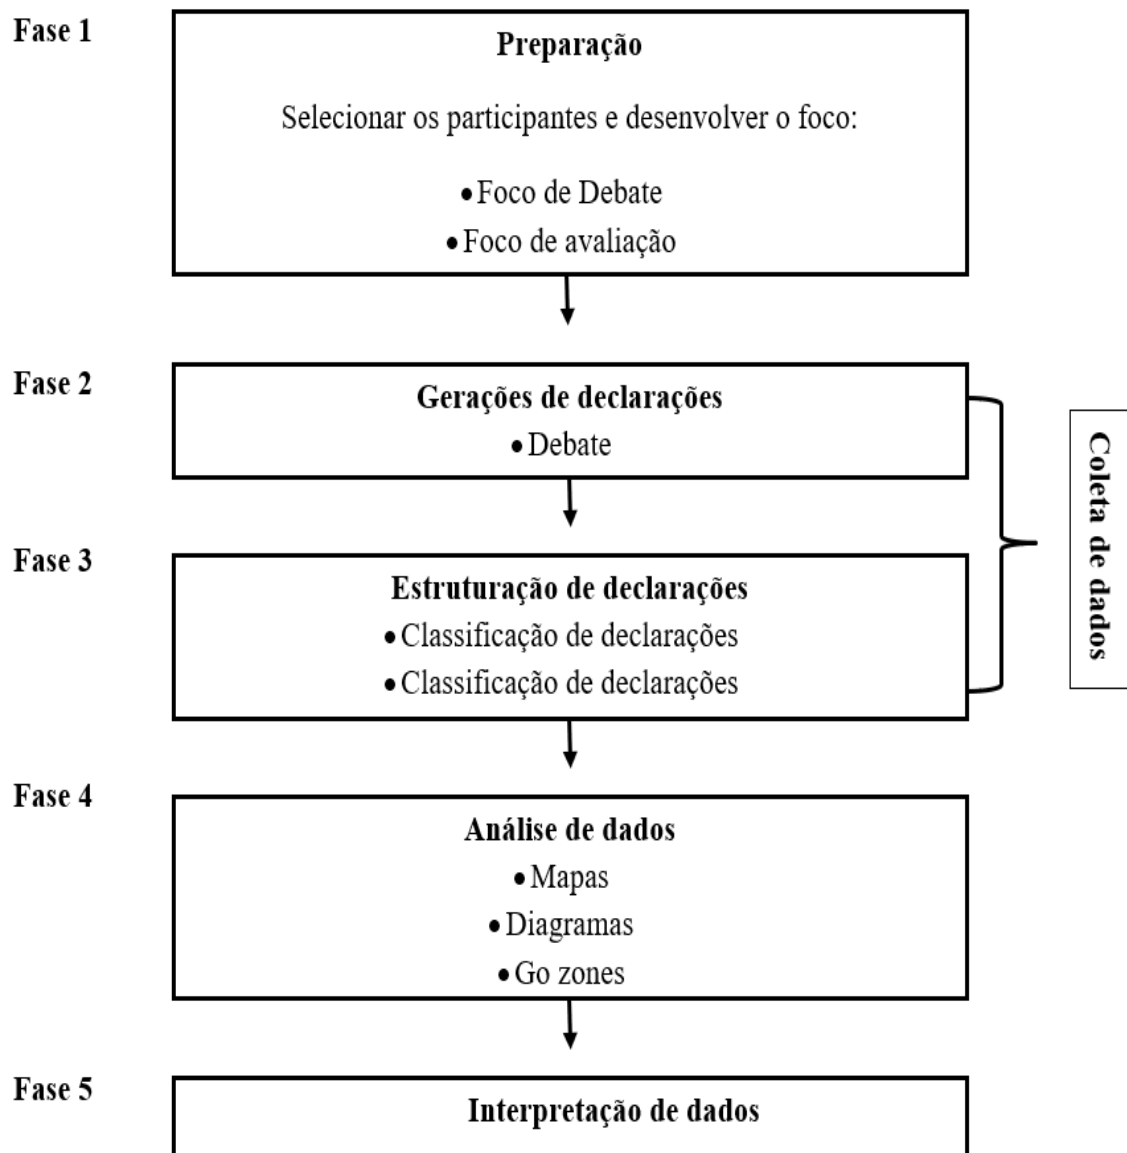 Fase 1
Preparação
Selecionar os participantes e desenvolver o foco:
• Foco de Debate
• Foco de avaliação
Fase 2
Gerações de declarações
• Debate
Coleta de dados
Fase 3
Estruturação de declarações
• Classificação de declarações
• Classificação de declarações
Fase 4
Análise de dados
• Mapas
• Diagramas
• Go zones
Fase 5
Interpretação de dados